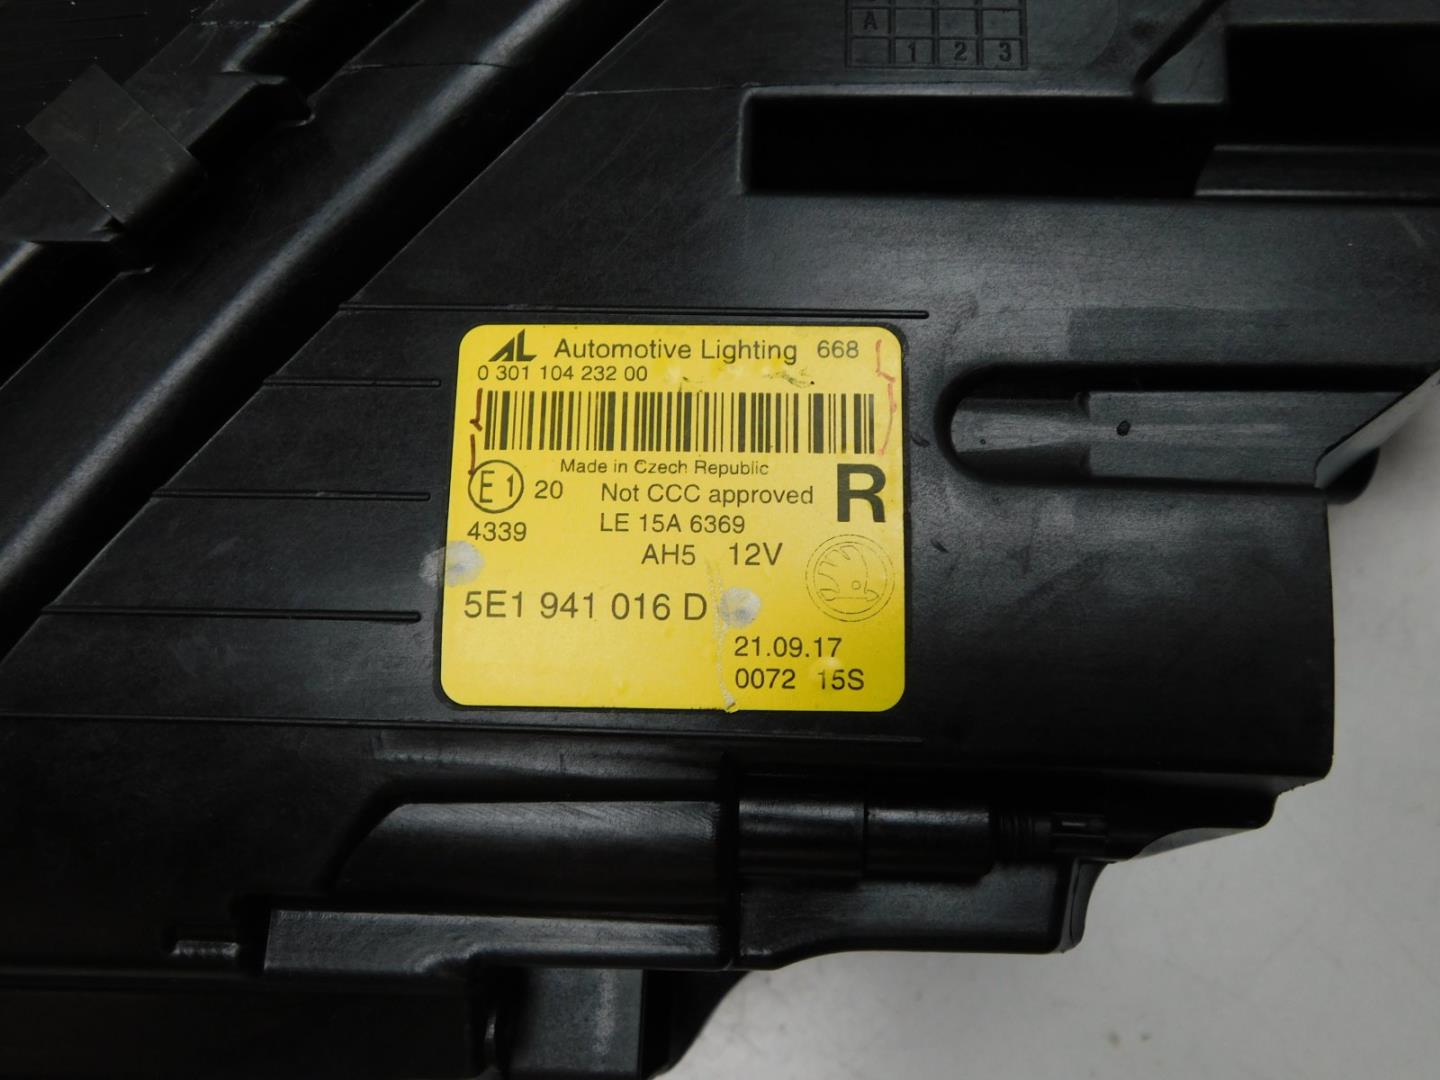 A
1 2 3
AL Automotive Lighting 668
0 301 104 232 00
Made in Czech Republic
E1 20 Not CCC approved R
4339 LE 15A 6369
AH5 12V
5E1 941 016 D
21.09.17
0072 15S